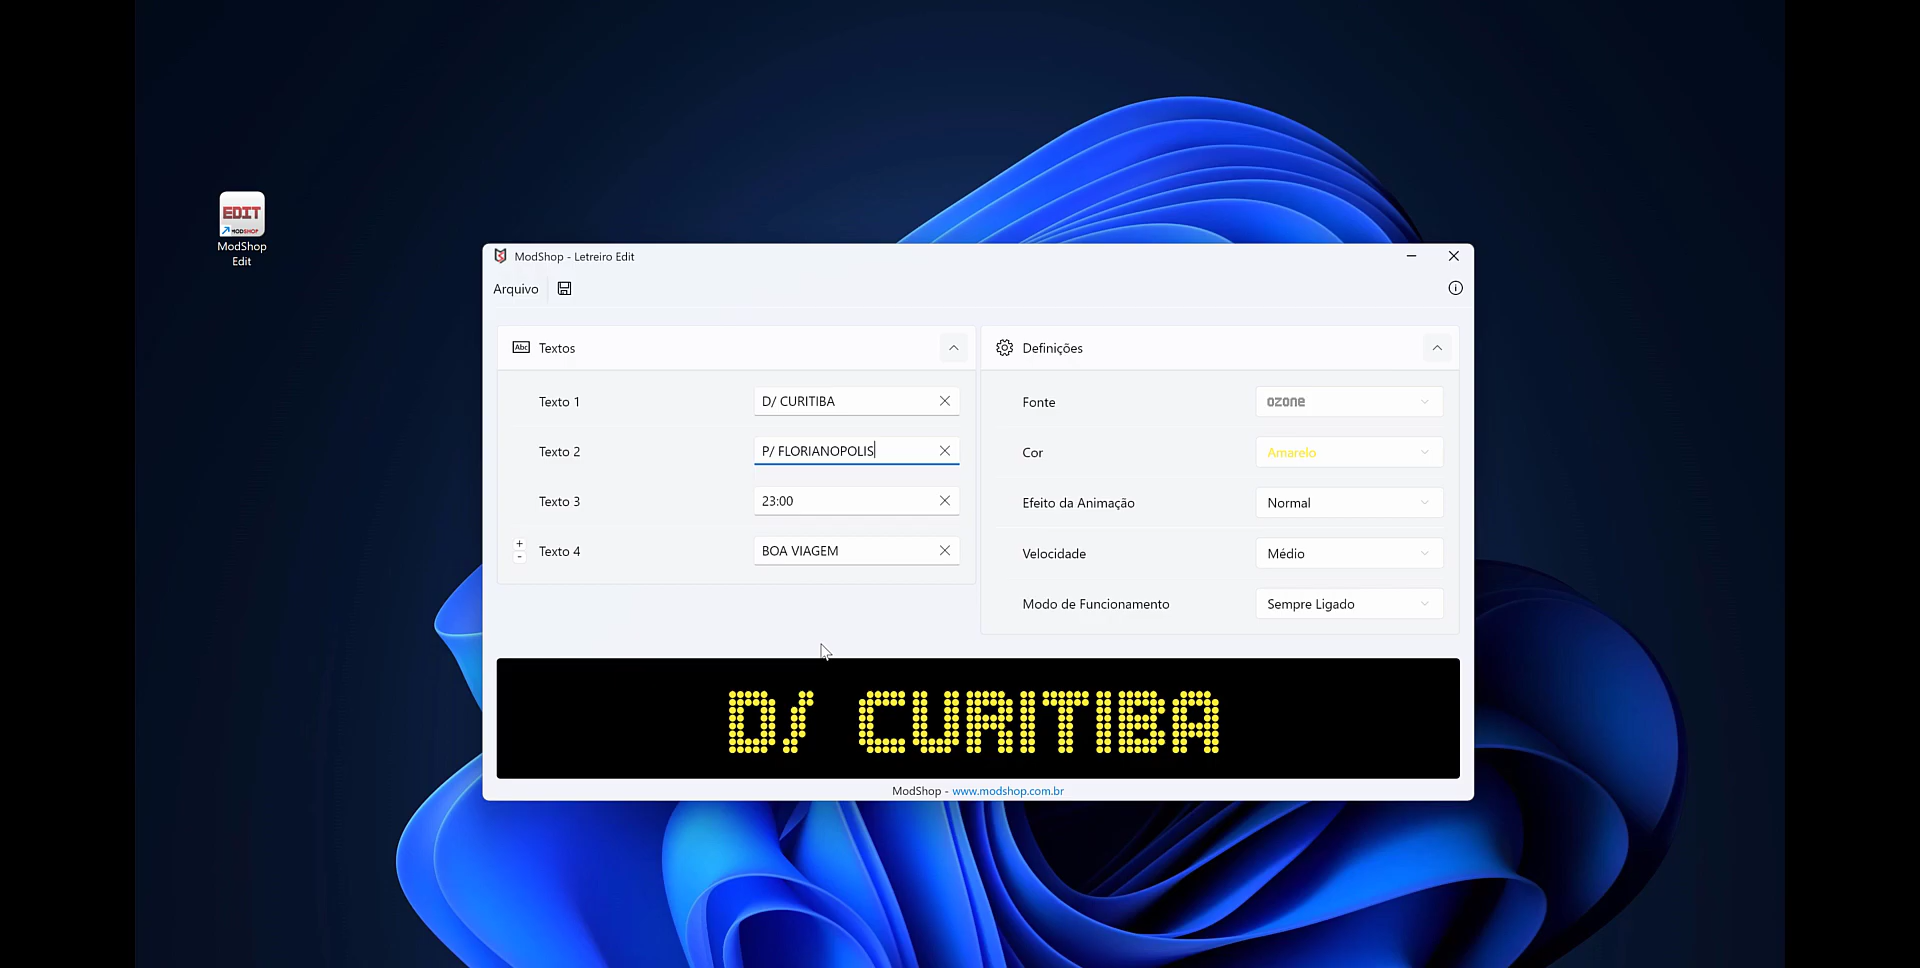 EDIT
MODSHOP
ModShop
Edit
ModShop - Letreiro Edit
Arquivo
Abc Textos
Texto 1 D/ CURITIBA
Texto 2 P/ FLORIANOPOLIS
Texto 3 23:00
+
-
Texto 4 BOA VIAGEM
Definições
Fonte ozone
Cor Amarelo
Efeito da Animação Normal
Velocidade Médio
Modo de Funcionamento Sempre Ligado
D/ CURITIBA
ModShop - www.modshop.com.br